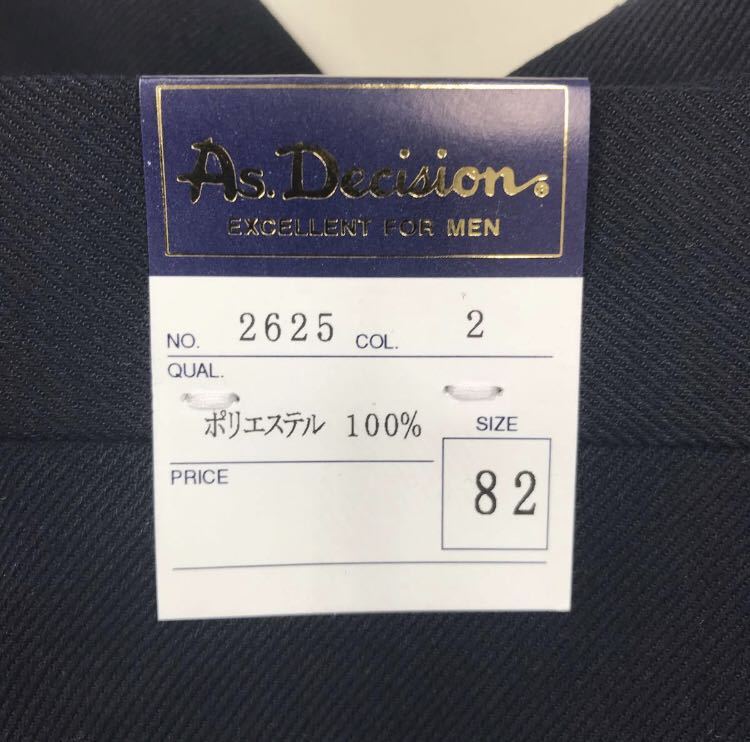 As. Decision®
EXCELLENT FOR MEN
NO. 2625 COL. 2
QUAL.
ポリエステル 100%
SIZE
82
PRICE